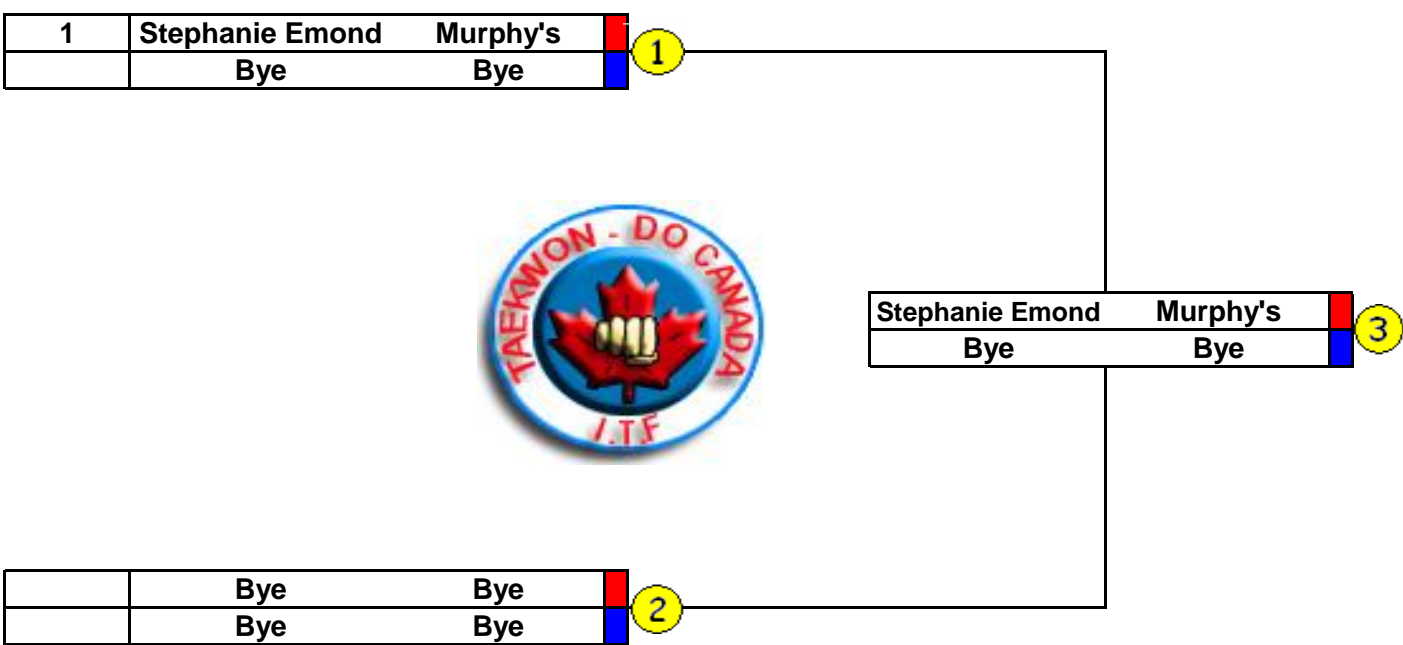 1 Stephanie Emond Murphy's
Bye Bye
1
TAEKWON - DO CANADA
I.T.F
Stephanie Emond Murphy's
Bye Bye
3
Bye Bye
Bye Bye
2